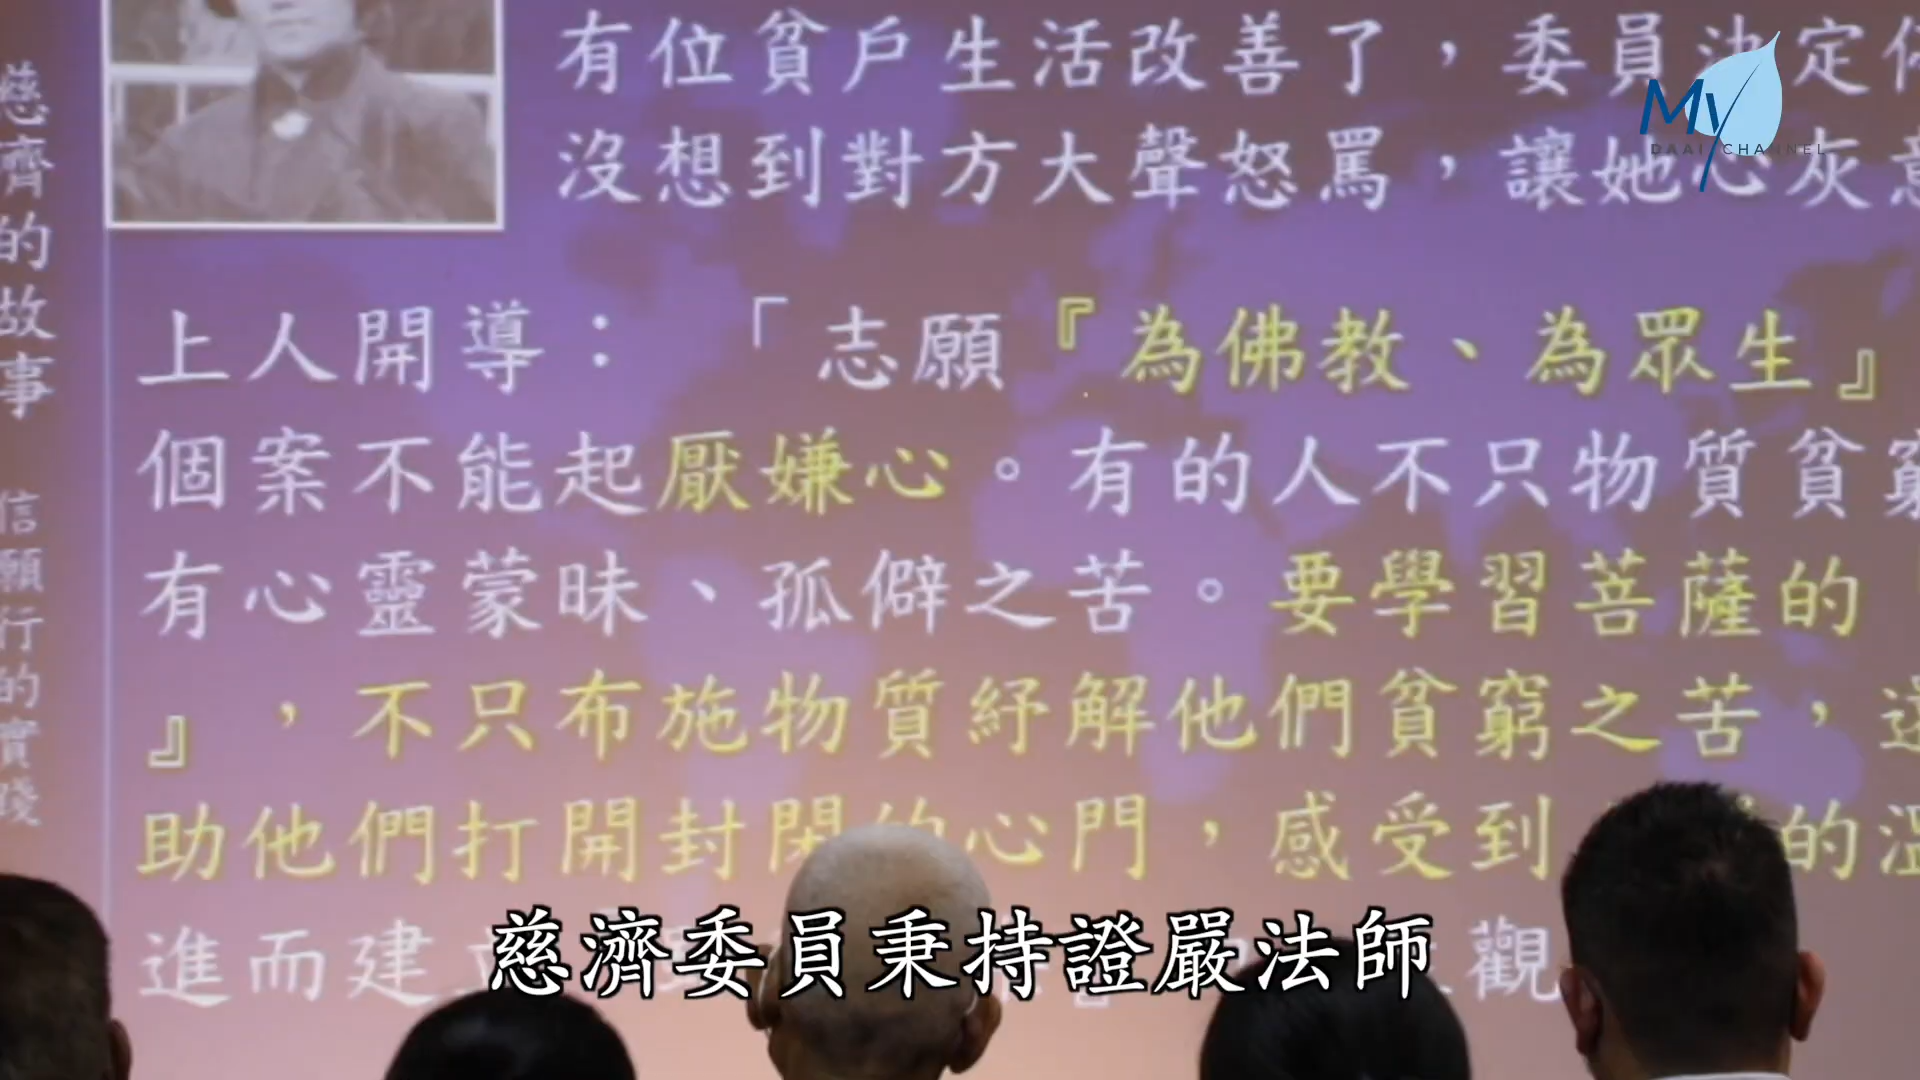 慈濟的故事 信願行的實踐
有位貧戶生活改善了，委員決定停
沒想到對方大聲怒罵，讓她心灰意
My
DAAI CHANNEL
上人開導：「志願『為佛教、為眾生』
個案不能起厭嫌心。有的人不只物質貧窮
有心靈蒙昧、孤僻之苦。要學習菩薩的『
』，不只布施物質紓解他們貧窮之苦，還
助他們打開封閉的心門，感受到 的溫
進而建
觀
慈濟委員秉持證嚴法師